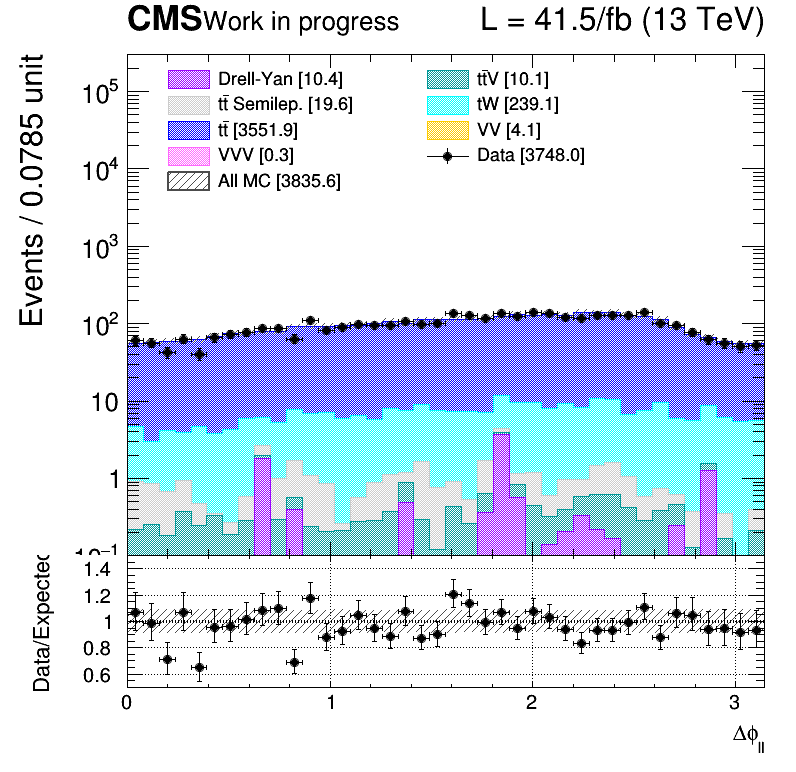 CMS Work in progress L = 41.5/fb (13 TeV)
Drell-Yan [10.4] tt̄V [10.1]
tt̄ Semilep. [19.6] tW [239.1]
tt̄ [3551.9] VV [4.1]
VVV [0.3] Data [3748.0]
All MC [3835.6]
Events / 0.0785 unit
10⁵
10⁴
10³
10²
10
1
10⁻¹
Data/Expected
1.4
1.2
1
0.8
0.6
0 1 2 3
Δϕ_ll